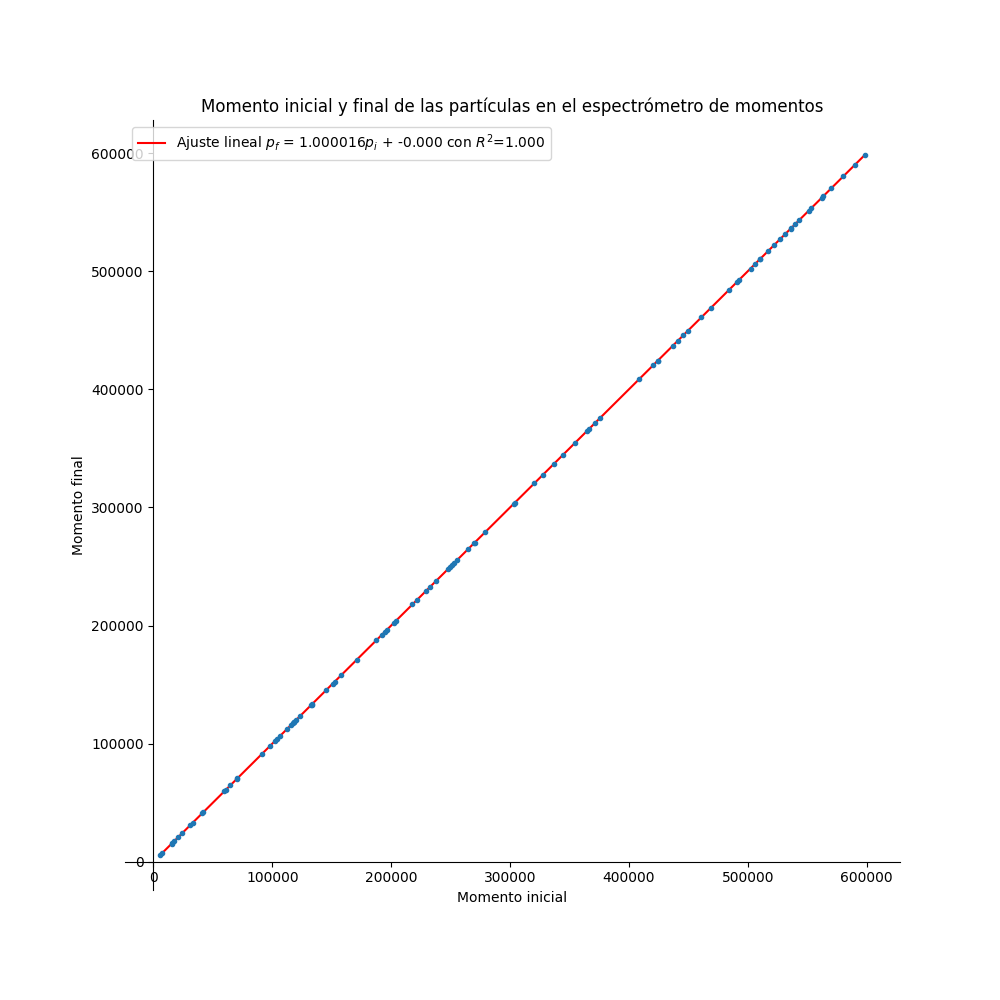 Momento inicial y final de las partículas en el espectrómetro de momentos
Ajuste lineal p_f = 1.000016p_i + -0.000 con R^2=1.000
600000
500000
400000
300000
200000
100000
0
Momento final
0 100000 200000 300000 400000 500000 600000
Momento inicial